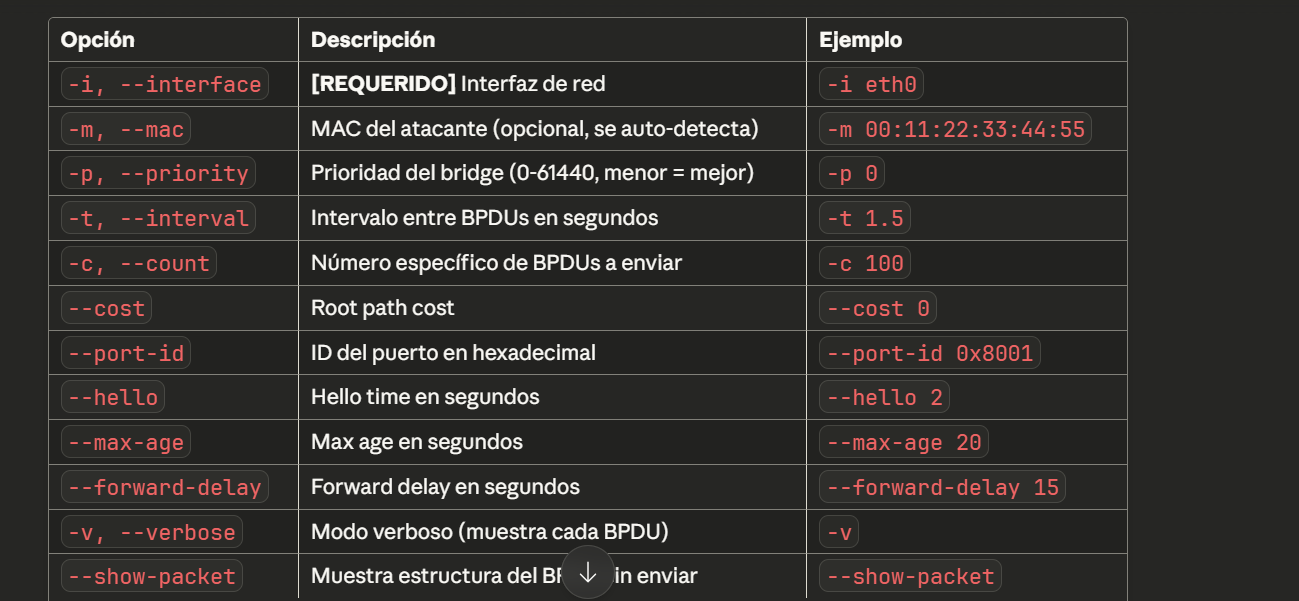 Opción Descripción Ejemplo
-i, --interface [REQUERIDO] Interfaz de red -i eth0
-m, --mac MAC del atacante (opcional, se auto-detecta) -m 00:11:22:33:44:55
-p, --priority Prioridad del bridge (0-61440, menor = mejor) -p 0
-t, --interval Intervalo entre BPDUs en segundos -t 1.5
-c, --count Número específico de BPDUs a enviar -c 100
--cost Root path cost --cost 0
--port-id ID del puerto en hexadecimal --port-id 0x8001
--hello Hello time en segundos --hello 2
--max-age Max age en segundos --max-age 20
--forward-delay Forward delay en segundos --forward-delay 15
-v, --verbose Modo verboso (muestra cada BPDU) -v
--show-packet Muestra estructura del enviar --show-packet